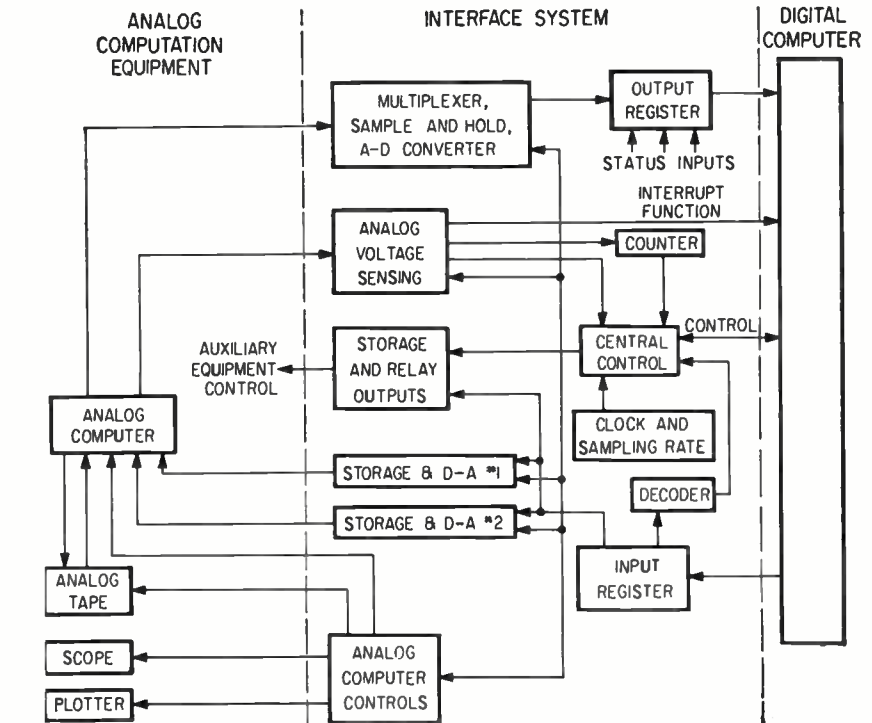 ANALOG
COMPUTATION
EQUIPMENT
INTERFACE SYSTEM
DIGITAL
COMPUTER
MULTIPLEXER,
SAMPLE AND HOLD,
A-D CONVERTER
OUTPUT
REGISTER
STATUS INPUTS
INTERRUPT
FUNCTION
ANALOG
VOLTAGE
SENSING
COUNTER
CONTROL
CENTRAL
CONTROL
STORAGE
AND RELAY
OUTPUTS
AUXILIARY
EQUIPMENT
CONTROL
ANALOG
COMPUTER
CLOCK AND
SAMPLING RATE
STORAGE & D-A #1
DECODER
STORAGE & D-A #2
INPUT
REGISTER
ANALOG
TAPE
SCOPE
PLOTTER
ANALOG
COMPUTER
CONTROLS